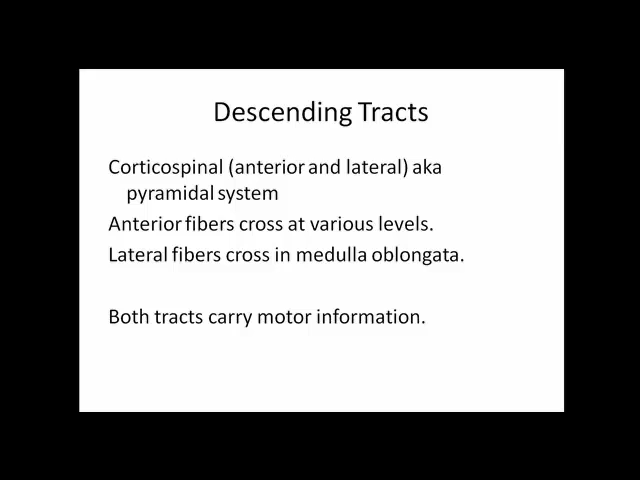 Descending Tracts
Corticospinal (anterior and lateral) aka
pyramidal system
Anterior fibers cross at various levels.
Lateral fibers cross in medulla oblongata.
Both tracts carry motor information.